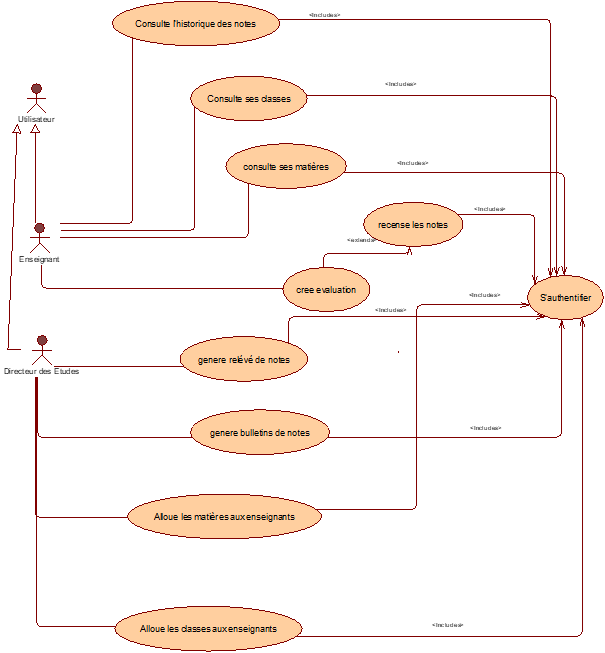 Consulte l'historique des notes
<Includes>
Consulte ses classes
<Includes>
Utilisateur
consulte ses matières
<Includes>
recense les notes
<Includes>
Enseignant
<extends>
cree evaluation
S'authentifier
<Includes>
<Includes>
genere relévé de notes
Directeur des Etudes
genere bulletins de notes
<Includes>
Alloue les matières aux enseignants
Alloue les classes aux enseignants
<Includes>